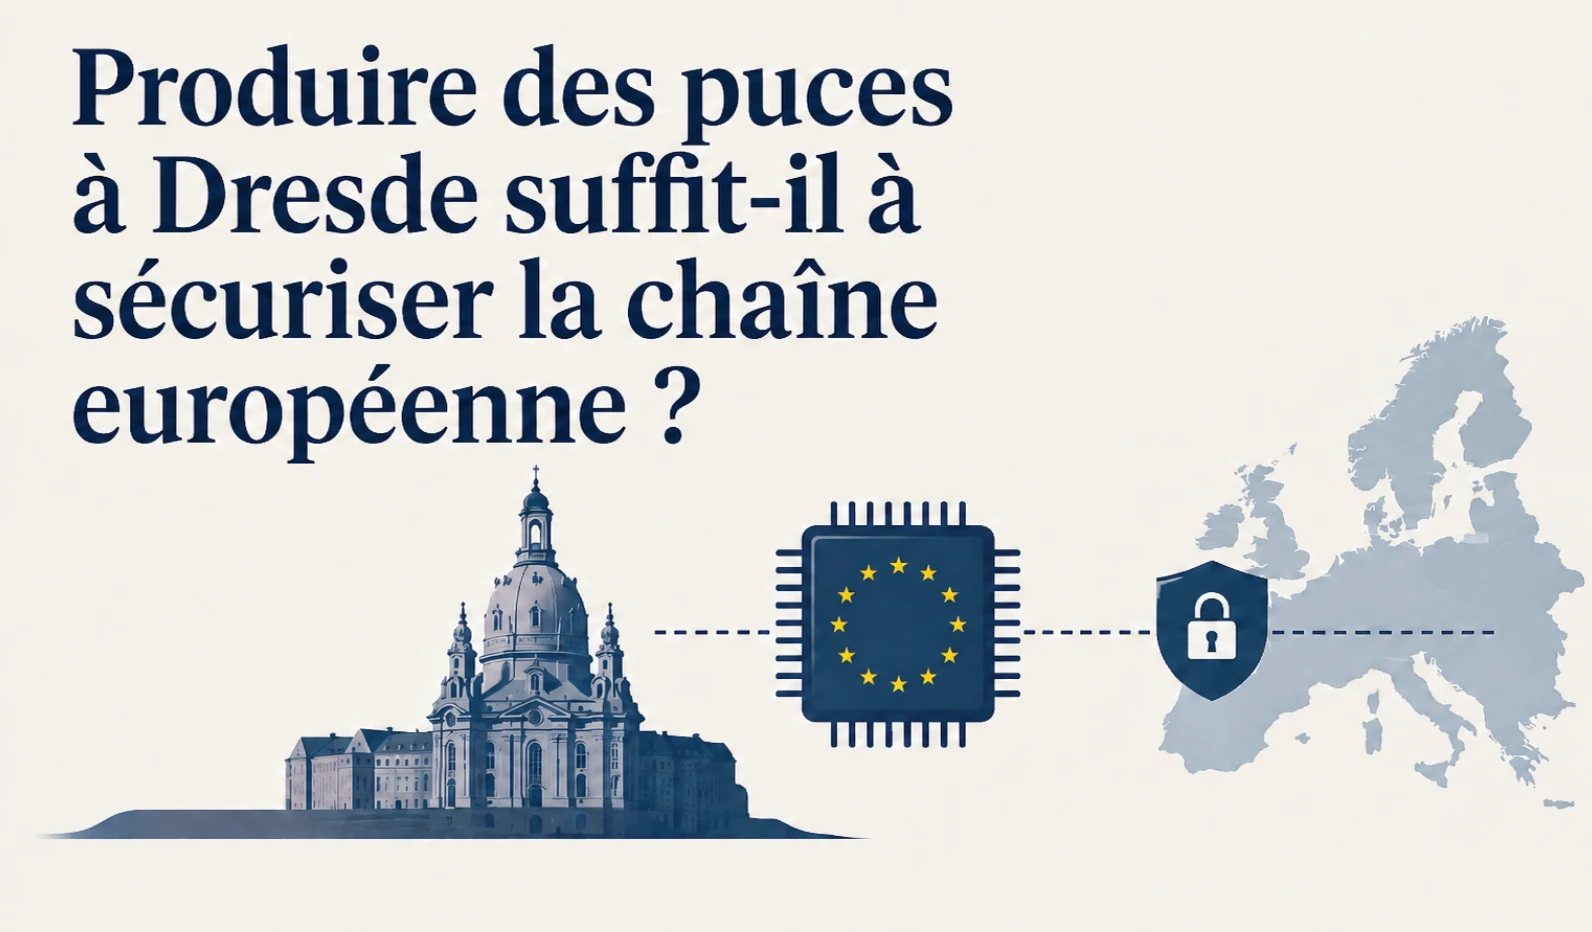 Produire des puces
à Dresde suffit-il à
sécuriser la chaîne
européenne ?